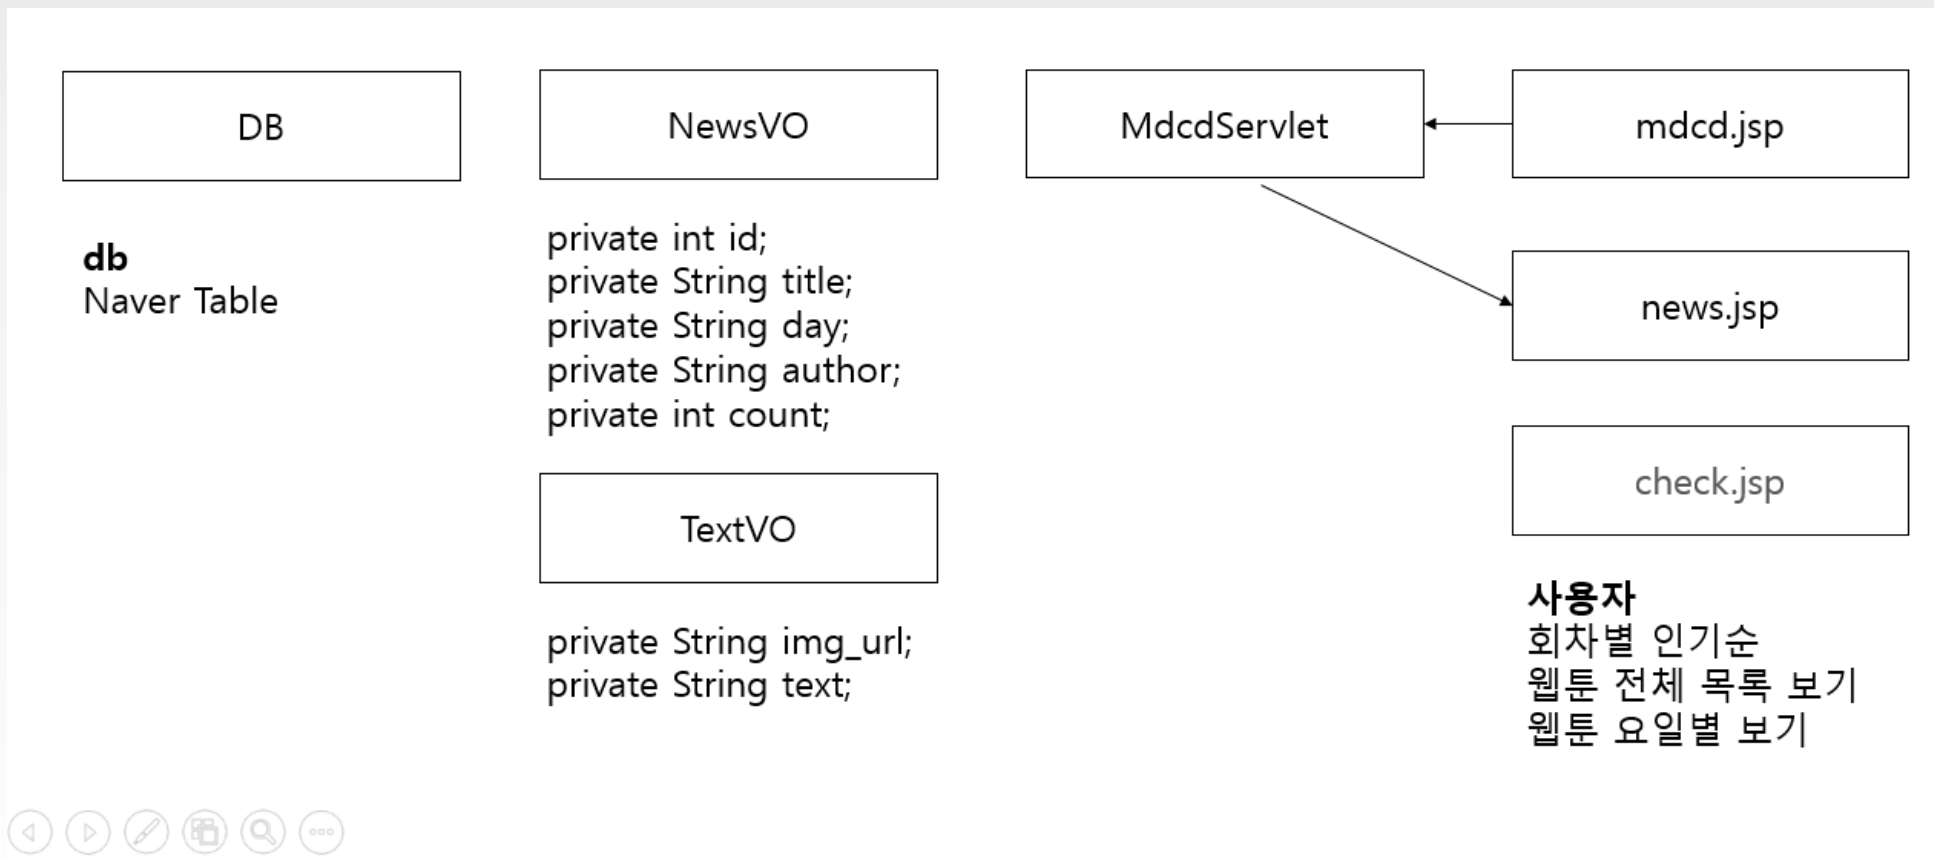 DB
db
Naver Table
NewsVO
private int id;
private String title;
private String day;
private String author;
private int count;
TextVO
private String img_url;
private String text;
MdcdServlet
mdcd.jsp
news.jsp
check.jsp
사용자
회차별 인기순
웹툰 전체 목록 보기
웹툰 요일별 보기